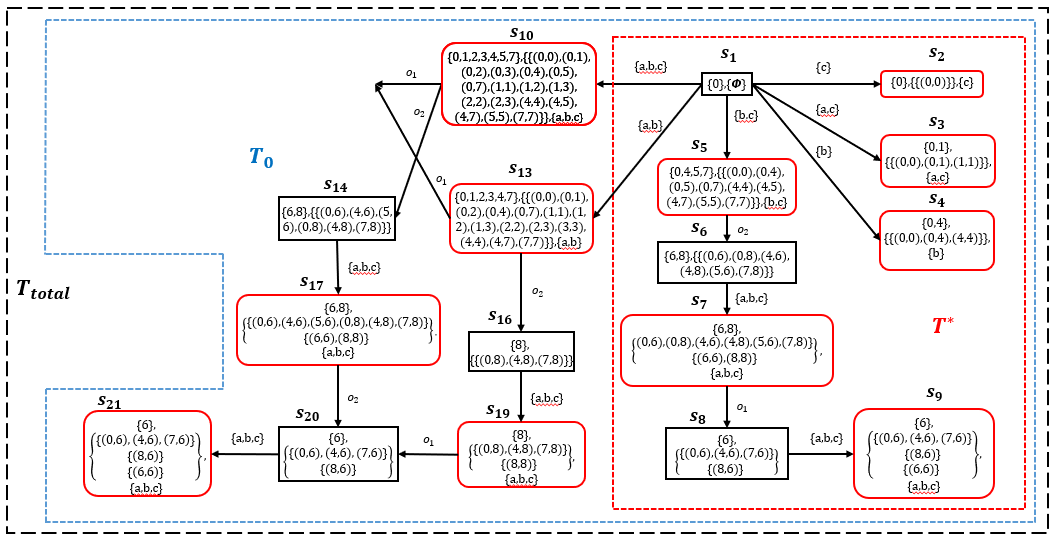 s10
{0,1,2,3,4,5,7},{{(0,0),(0,1),
(0,2),(0,3),(0,4),(0,5),
(0,7),(1,1),(1,2),(1,3),
(2,2),(2,3),(4,4),(4,5),
(4,7),(5,5),(7,7)}},{a,b,c}
o1
o2
o1
{a,b,c}
{a,b}
s1
{0},{Φ}
{b,c}
{c}
{a,c}
{b}
s2
{0},{{(0,0)}},{c}
s3
{0,1},
{{(0,0),(0,1),(1,1)}},
{a,c}
s4
{0,4},
{{(0,0),(0,4),(4,4)}},
{b}
s5
{0,4,5,7},{{(0,0),(0,4),
(0,5),(0,7),(4,4),(4,5),
(4,7),(5,5),(7,7)}},{b,c}
o2
s6
{6,8},{{(0,6),(0,8),(4,6),
(4,8),(5,6),(7,8)}}
{a,b,c}
s7
{6,8},
{(0,6),(0,8),(4,6),(4,8),(5,6),(7,8)}
{(6,6)(8,8)},
{a,b,c}
o1
s8
{6},
{(0,6),(4,6)(7,6)}
{(8,6)}
{a,b,c}
s9
{6},
{(0,6),(4,6),(7,6)}
{(8,6)}
{(6,6)},
{a,b,c}
T*
T0
Ttotal
s13
{0,1,2,3,4,7},{{(0,0),(0,1),
(0,2),(0,4),(0,7),(1,1),(1,
2),(1,3),(2,2),(2,3),(3,3),
(4,4),(4,7),(7,7)}},{a,b}
o2
s14
{6,8},{{(0,6),(4,6),(5,
6),(0,8),(4,8),(7,8)}}
{a,b,c}
s17
{6,8},
{(0,6),(4,6),(5,6),(0,8),(4,8),(7,8)}
{(6,6)(8,8)},
{a,b,c}
o2
s16
{8},
{{(0,8),(4,8),(7,8)}}
{a,b,c}
s19
{8},
{(0,8),(4,8),(7,8)}
{(8,8)},
{a,b,c}
o1
s20
{6},
{(0,6),(4,6),(7,6)}
{(8,6)}
{a,b,c}
s21
{6},
{(0,6),(4,6),(7,6)}
{(8,6)}
{(6,6)},
{a,b,c}